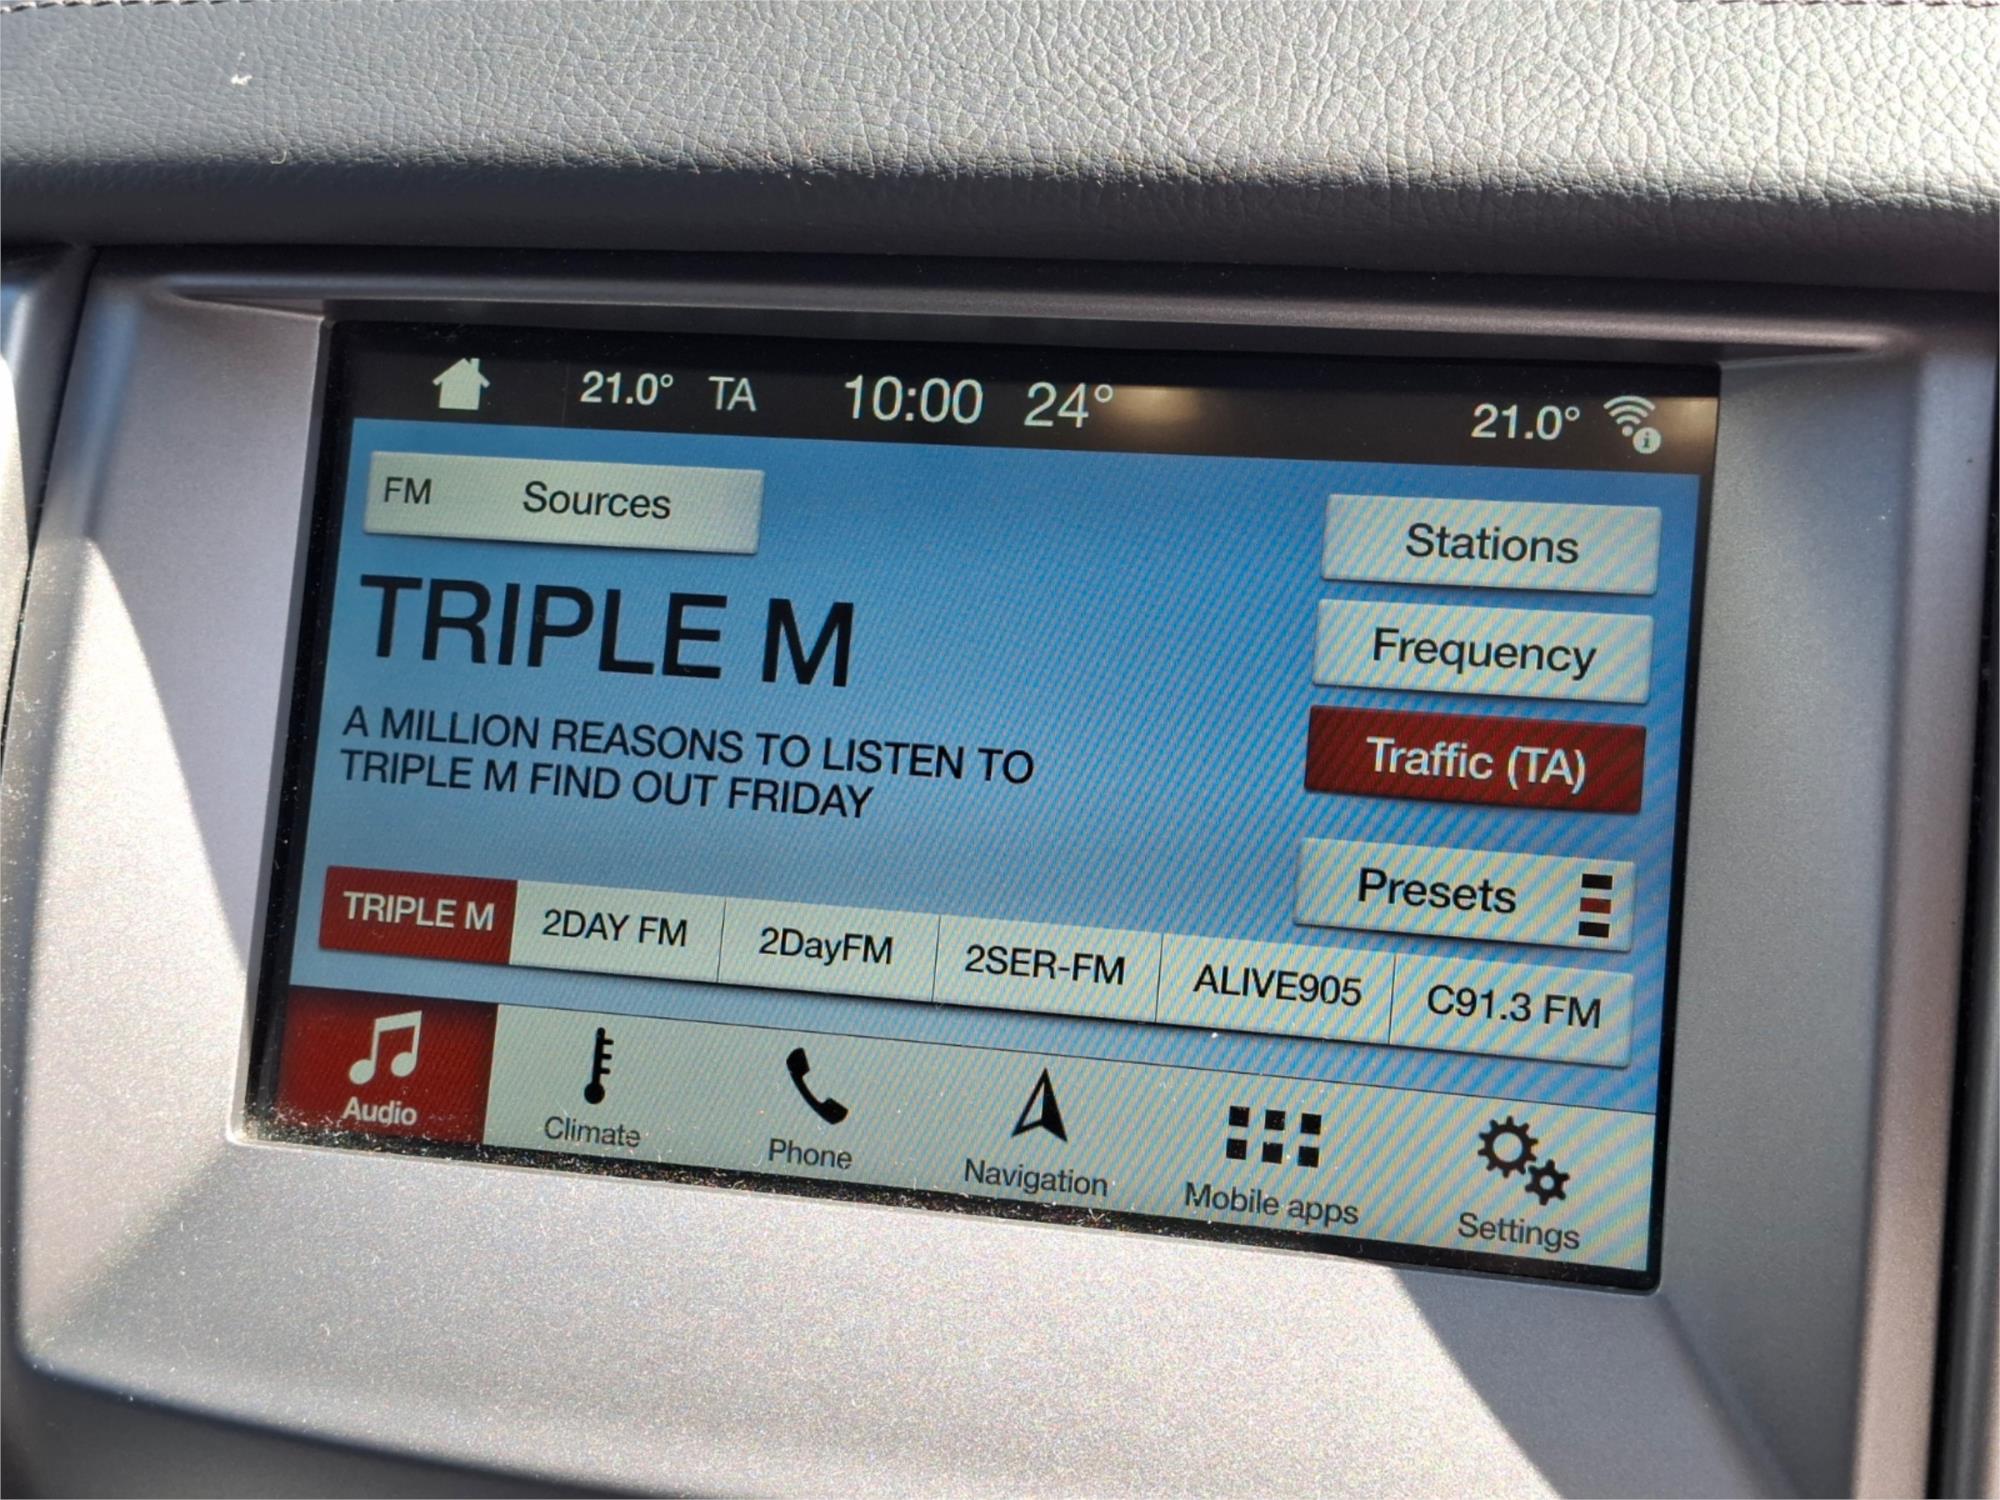 21.0° TA 10:00 24° 21.0°
FM Sources
Stations
TRIPLE M
Frequency
A MILLION REASONS TO LISTEN TO
TRIPLE M FIND OUT FRIDAY
Traffic (TA)
Presets
TRIPLE M 2DAY FM 2DayFM 2SER-FM ALIVE905 C91.3 FM
Audio Climate Phone Navigation Mobile apps Settings